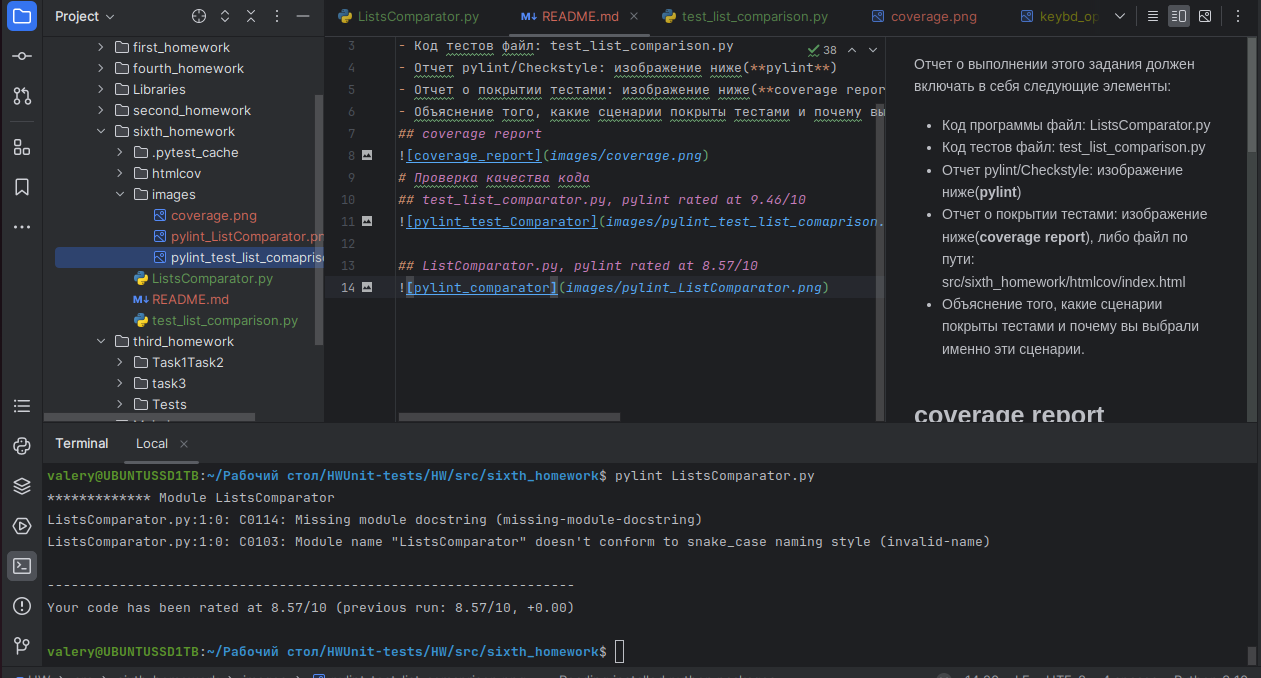 Project
ListsComparator.py
README.md
test_list_comparison.py
coverage.png
keybd_op
first_homework
fourth_homework
Libraries
second_homework
sixth_homework
.pytest_cache
htmlcov
images
coverage.png
pylint_ListComparator.pn
pylint_test_list_comapriso
ListsComparator.py
README.md
test_list_comparison.py
third_homework
Task1Task2
task3
Tests
38
3 - Код тестов файл: test_list_comparison.py
4 - Отчет pylint/Checkstyle: изображение ниже(**pylint**)
5 - Отчет о покрытии тестами: изображение ниже(**coverage repor
6 - Объяснение того, какие сценарии покрыты тестами и почему вы
7 ## coverage report
8 ![coverage_report](images/coverage.png)
9 # Проверка качества кода
10 ## test_list_comparator.py, pylint rated at 9.46/10
11 ![pylint_test_Comparator](images/pylint_test_list_comaprison.
12
13 ## ListComparator.py, pylint rated at 8.57/10
14 ![pylint_comparator](images/pylint_ListComparator.png)
Отчет о выполнении этого задания должен
включать в себя следующие элементы:
• Код программы файл: ListsComparator.py
• Код тестов файл: test_list_comparison.py
• Отчет pylint/Checkstyle: изображение
ниже(pylint)
• Отчет о покрытии тестами: изображение
ниже(coverage report), либо файл по
пути:
src/sixth_homework/htmlcov/index.html
• Объяснение того, какие сценарии
покрыты тестами и почему вы выбрали
именно эти сценарии.
coverage report
Terminal
Local
valery@UBUNTUSSD1TB:~/Рабочий стол/HWUnit-tests/HW/src/sixth_homework$ pylint ListsComparator.py
************* Module ListsComparator
ListsComparator.py:1:0: C0114: Missing module docstring (missing-module-docstring)
ListsComparator.py:1:0: C0103: Module name "ListsComparator" doesn't conform to snake_case naming style (invalid-name)
------------------------------------------------------------------
Your code has been rated at 8.57/10 (previous run: 8.57/10, +0.00)
valery@UBUNTUSSD1TB:~/Рабочий стол/HWUnit-tests/HW/src/sixth_homework$